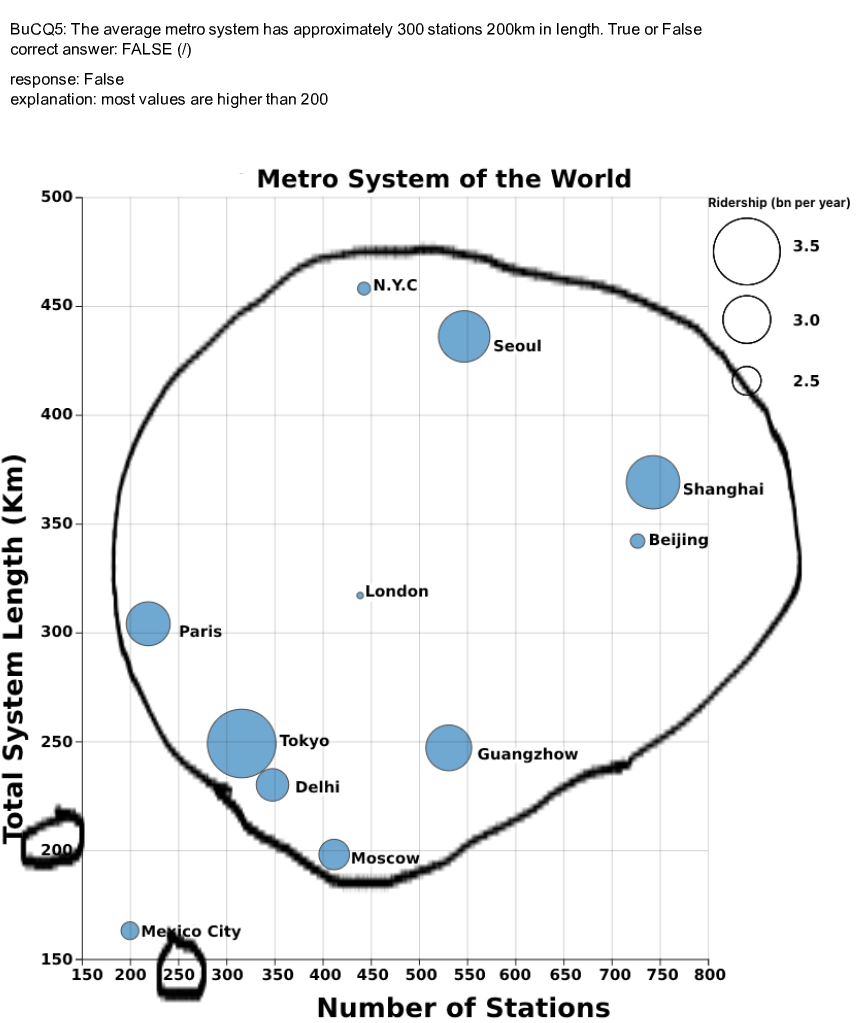 BuCQ5: The average metro system has approximately 300 stations 200km in length. True or False
correct answer: FALSE (/)
response: False
explanation: most values are higher than 200
Metro System of the World
Ridership (bn per year)
3.5
3.0
2.5
Total System Length (Km)
500
450
400
350
300
250
200
150
N.Y.C
Seoul
Shanghai
Beijing
London
Paris
Tokyo
Guangzhow
Delhi
Moscow
Mexico City
150 200 250 300 350 400 450 500 550 600 650 700 750 800
Number of Stations